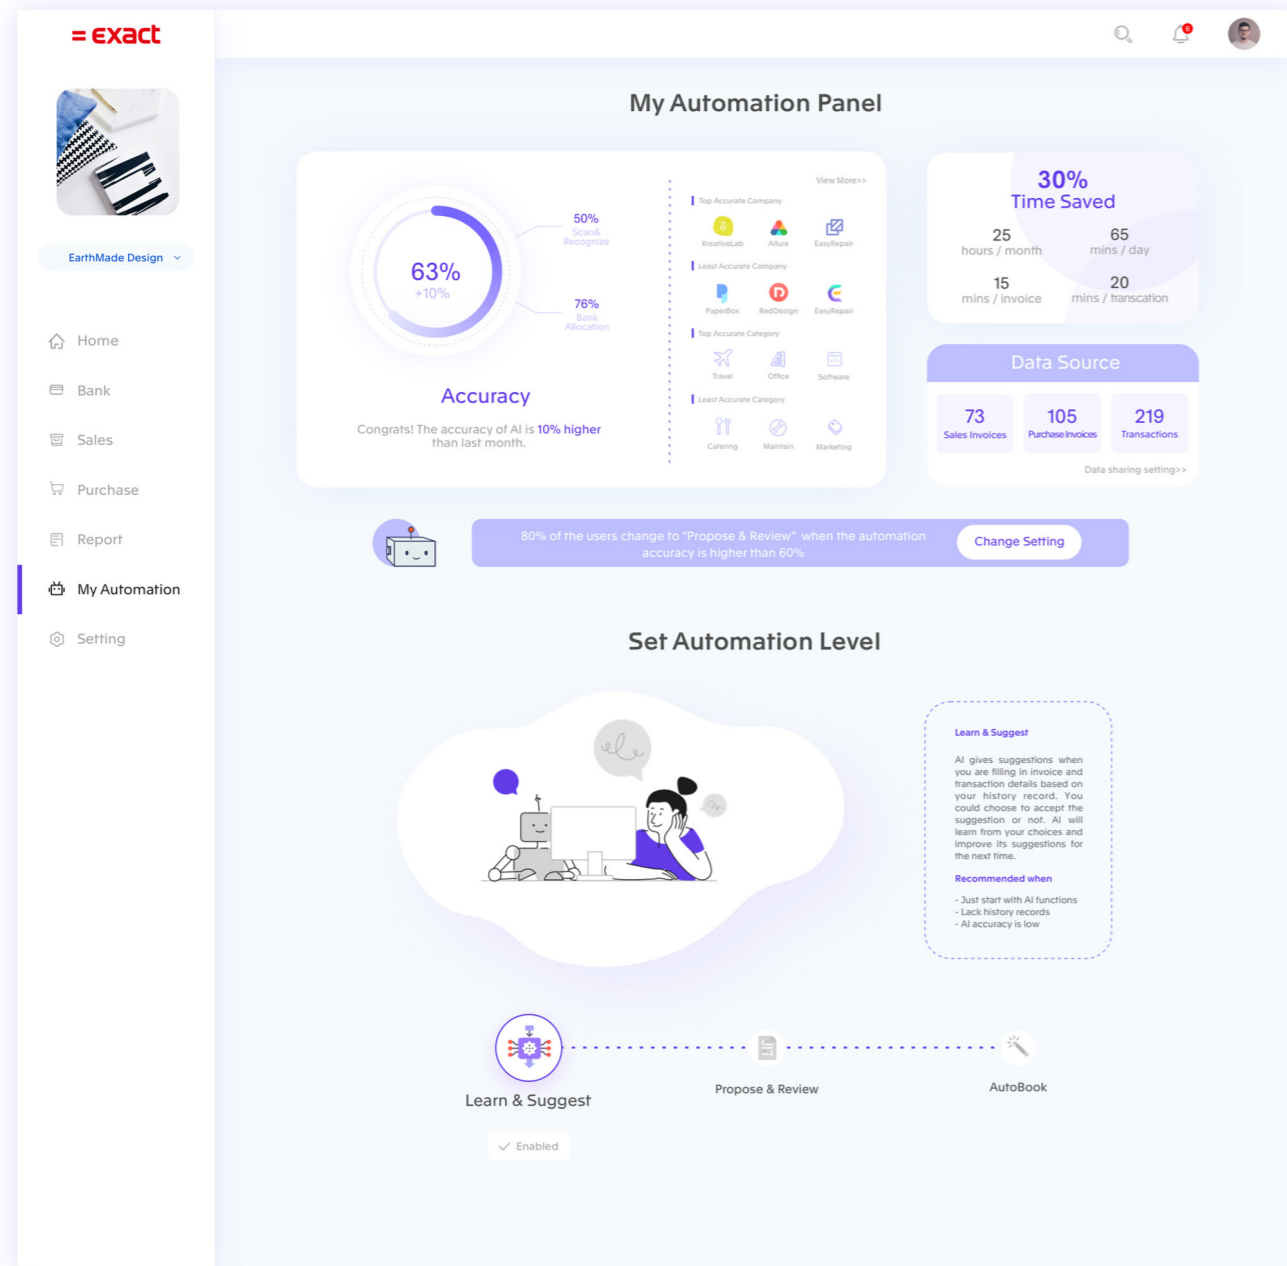 = exact
6
EarthMade Design
Home
Bank
Sales
Purchase
Report
My Automation
Setting
My Automation Panel
63%
+10%
50%
Scan&
Recognize
76%
Bank
Allocation
Accuracy
Congrats! The accuracy of AI is 10% higher
than last month.
View More>>
Top Accurate Company
KreativeLab Allure EasyRepair
Least Accurate Company
PaperBox RedDesign EasyRepair
Top Accurate Category
Travel Office Software
Least Accurate Category
Catering Maintain Marketing
30%
Time Saved
25 65
hours / month mins / day
15 20
mins / invoice mins / transcation
Data Source
73 105 219
Sales Invoices Purchase Invoices Transactions
Data sharing setting>>
80% of the users change to "Propose & Review" when the automation
accuracy is higher than 60%
Change Setting
Set Automation Level
Learn & Suggest
AI gives suggestions when
you are filling in invoice and
transaction details based on
your history record. You
could choose to accept the
suggestion or not. AI will
learn from your choices and
improve its suggestions for
the next time.
Recommended when
- Just start with AI functions
- Lack history records
- AI accuracy is low
Learn & Suggest
Propose & Review
AutoBook
Enabled